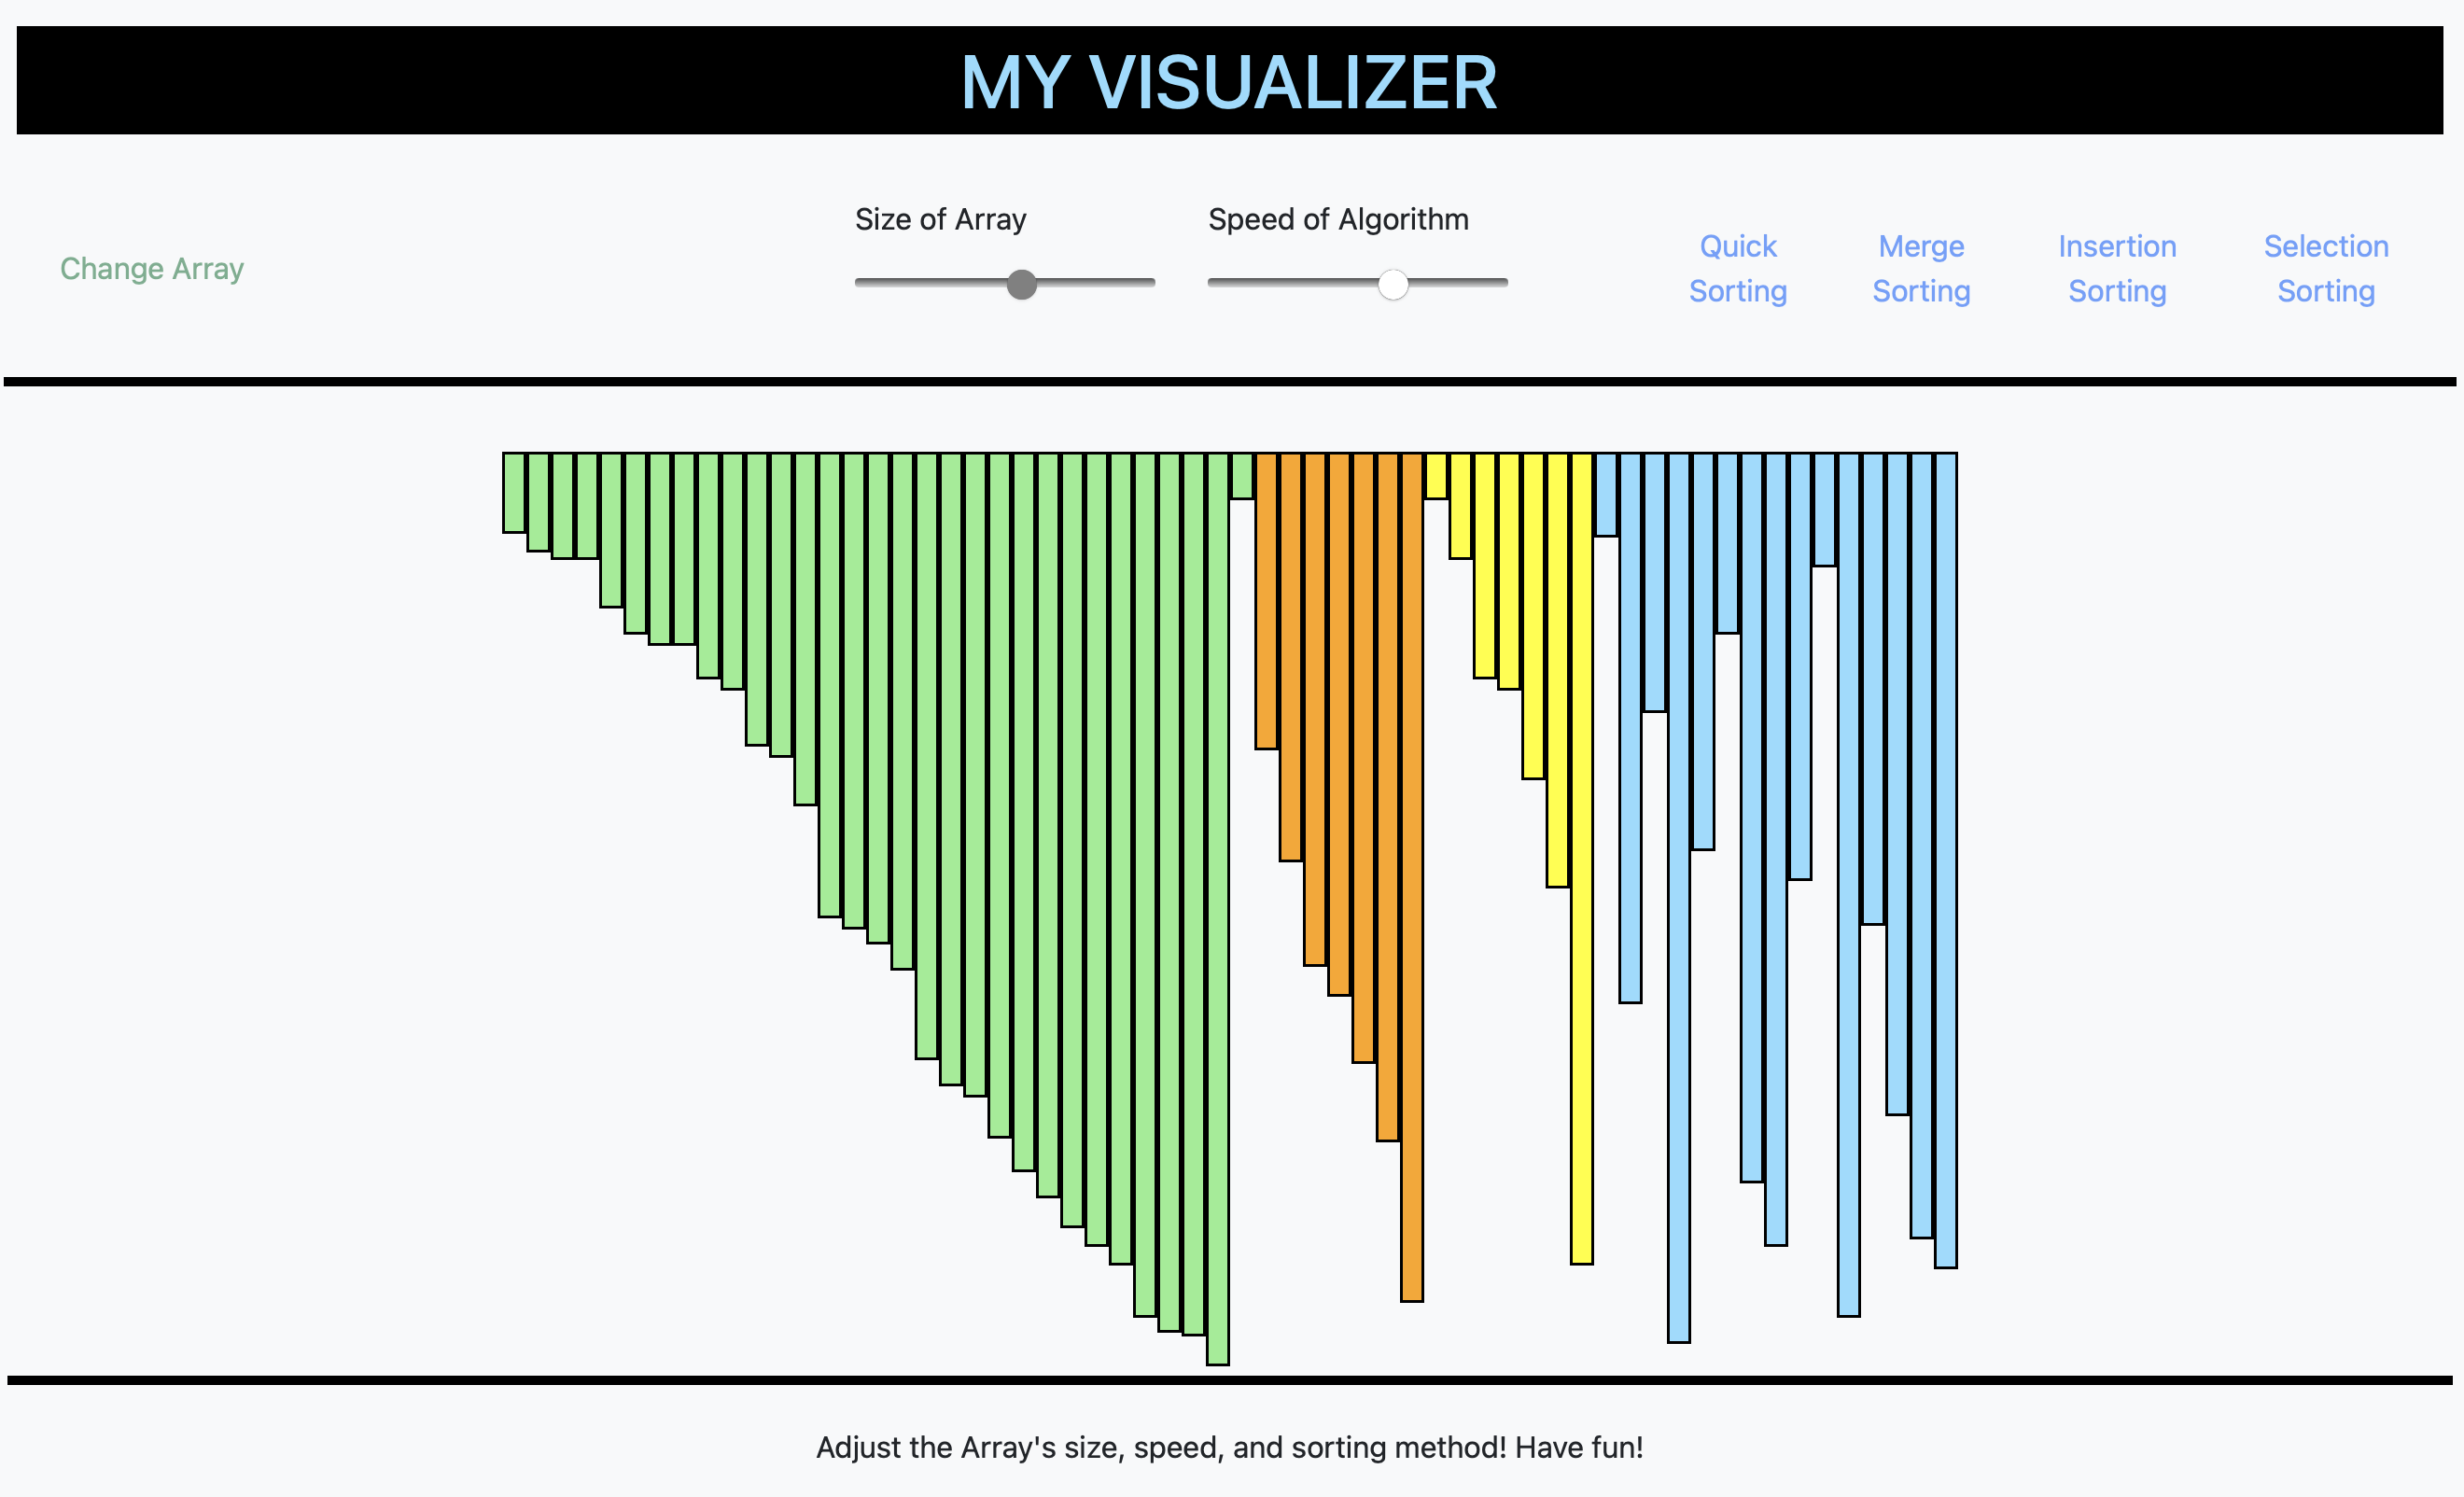 MY VISUALIZER
Change Array
Size of Array
Speed of Algorithm
Quick
Sorting
Merge
Sorting
Insertion
Sorting
Selection
Sorting
Adjust the Array's size, speed, and sorting method! Have fun!